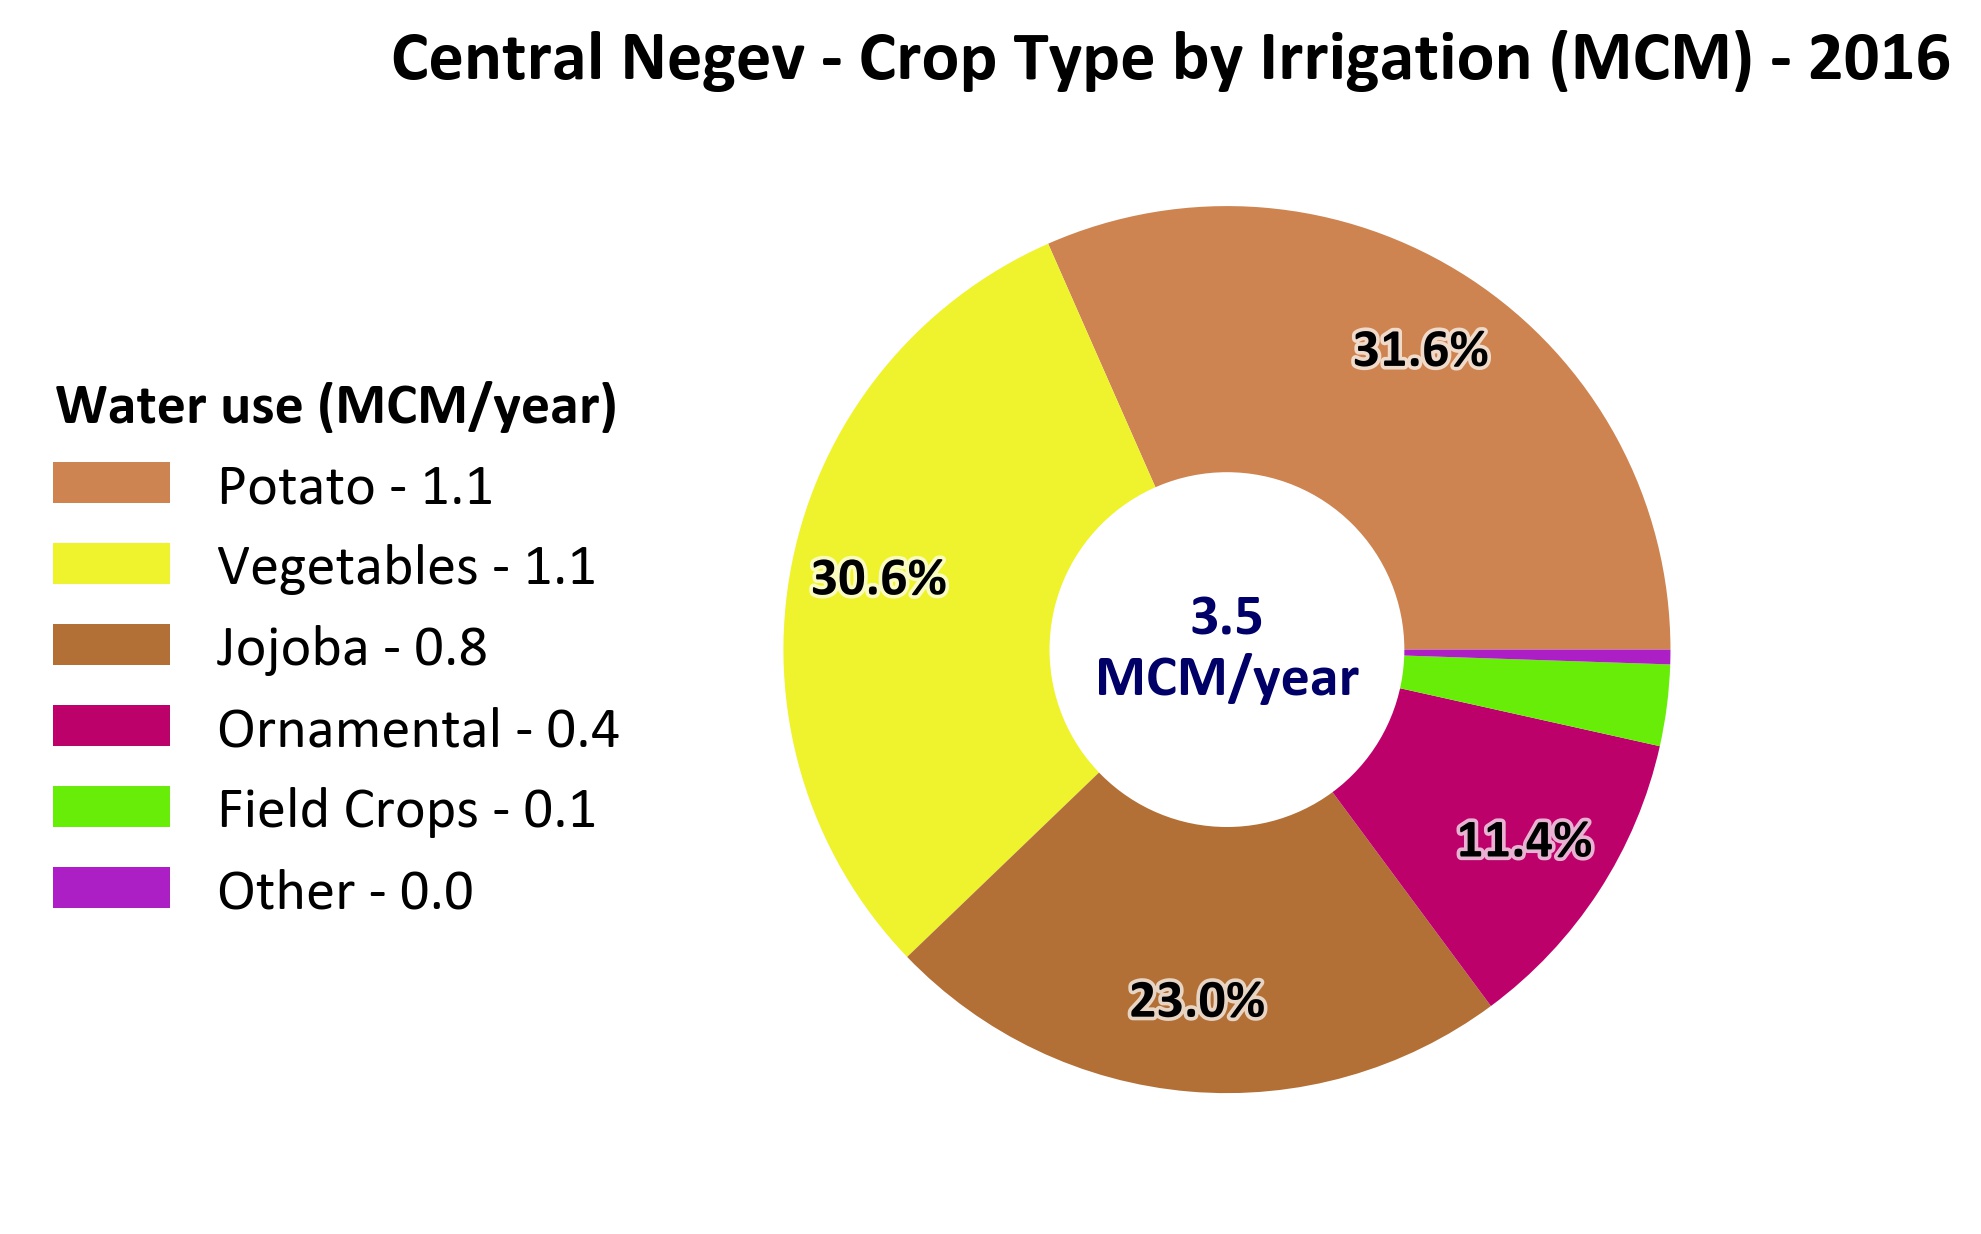 Central Negev - Crop Type by Irrigation (MCM) - 2016
Water use (MCM/year)
Potato - 1.1
Vegetables - 1.1
Jojoba - 0.8
Ornamental - 0.4
Field Crops - 0.1
Other - 0.0
31.6%
30.6%
3.5
MCM/year
11.4%
23.0%